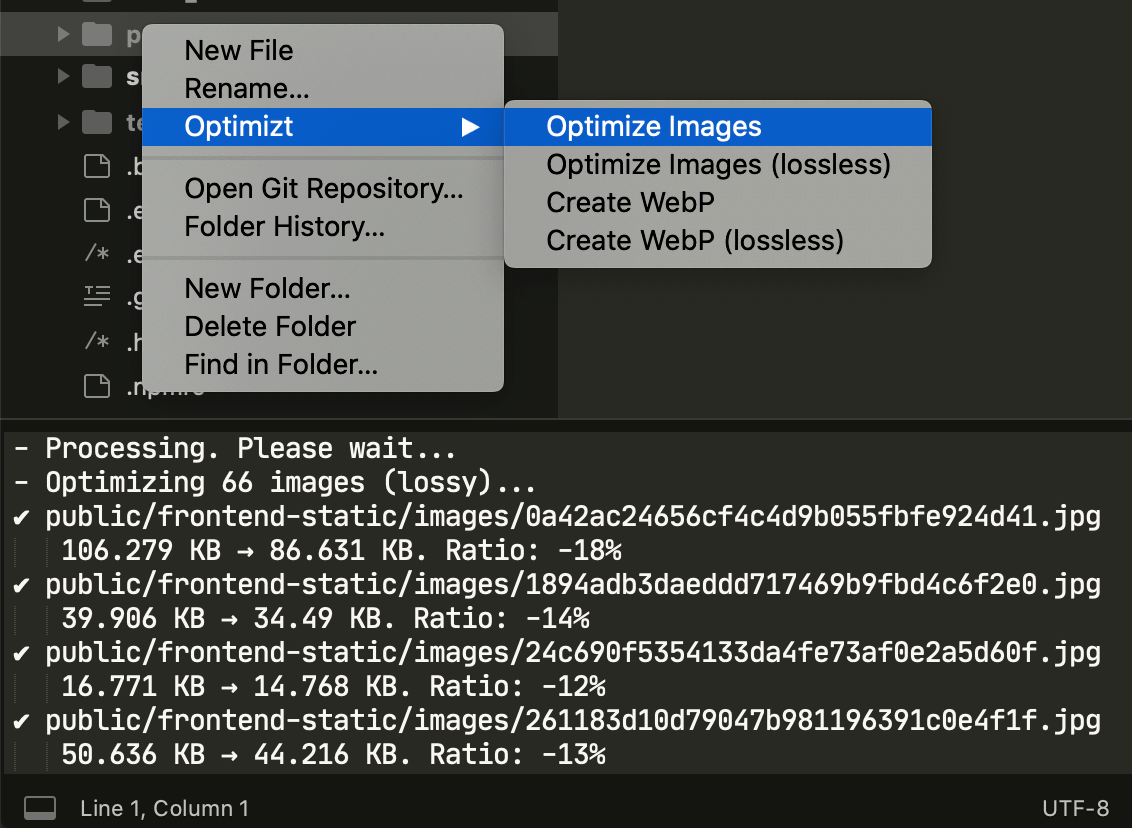 New File
Rename...
Optimizt
Optimize Images
Optimize Images (lossless)
Create WebP
Create WebP (lossless)
Open Git Repository...
Folder History...
New Folder...
Delete Folder
Find in Folder...
- Processing. Please wait...
- Optimizing 66 images (lossy)...
✔ public/frontend-static/images/0a42ac24656cf4c4d9b055fbfe924d41.jpg
106.279 KB → 86.631 KB. Ratio: -18%
✔ public/frontend-static/images/1894adb3daeddd717469b9fbd4c6f2e0.jpg
39.906 KB → 34.49 KB. Ratio: -14%
✔ public/frontend-static/images/24c690f5354133da4fe73af0e2a5d60f.jpg
16.771 KB → 14.768 KB. Ratio: -12%
✔ public/frontend-static/images/261183d10d79047b981196391c0e4f1f.jpg
50.636 KB → 44.216 KB. Ratio: -13%
Line 1, Column 1
UTF-8